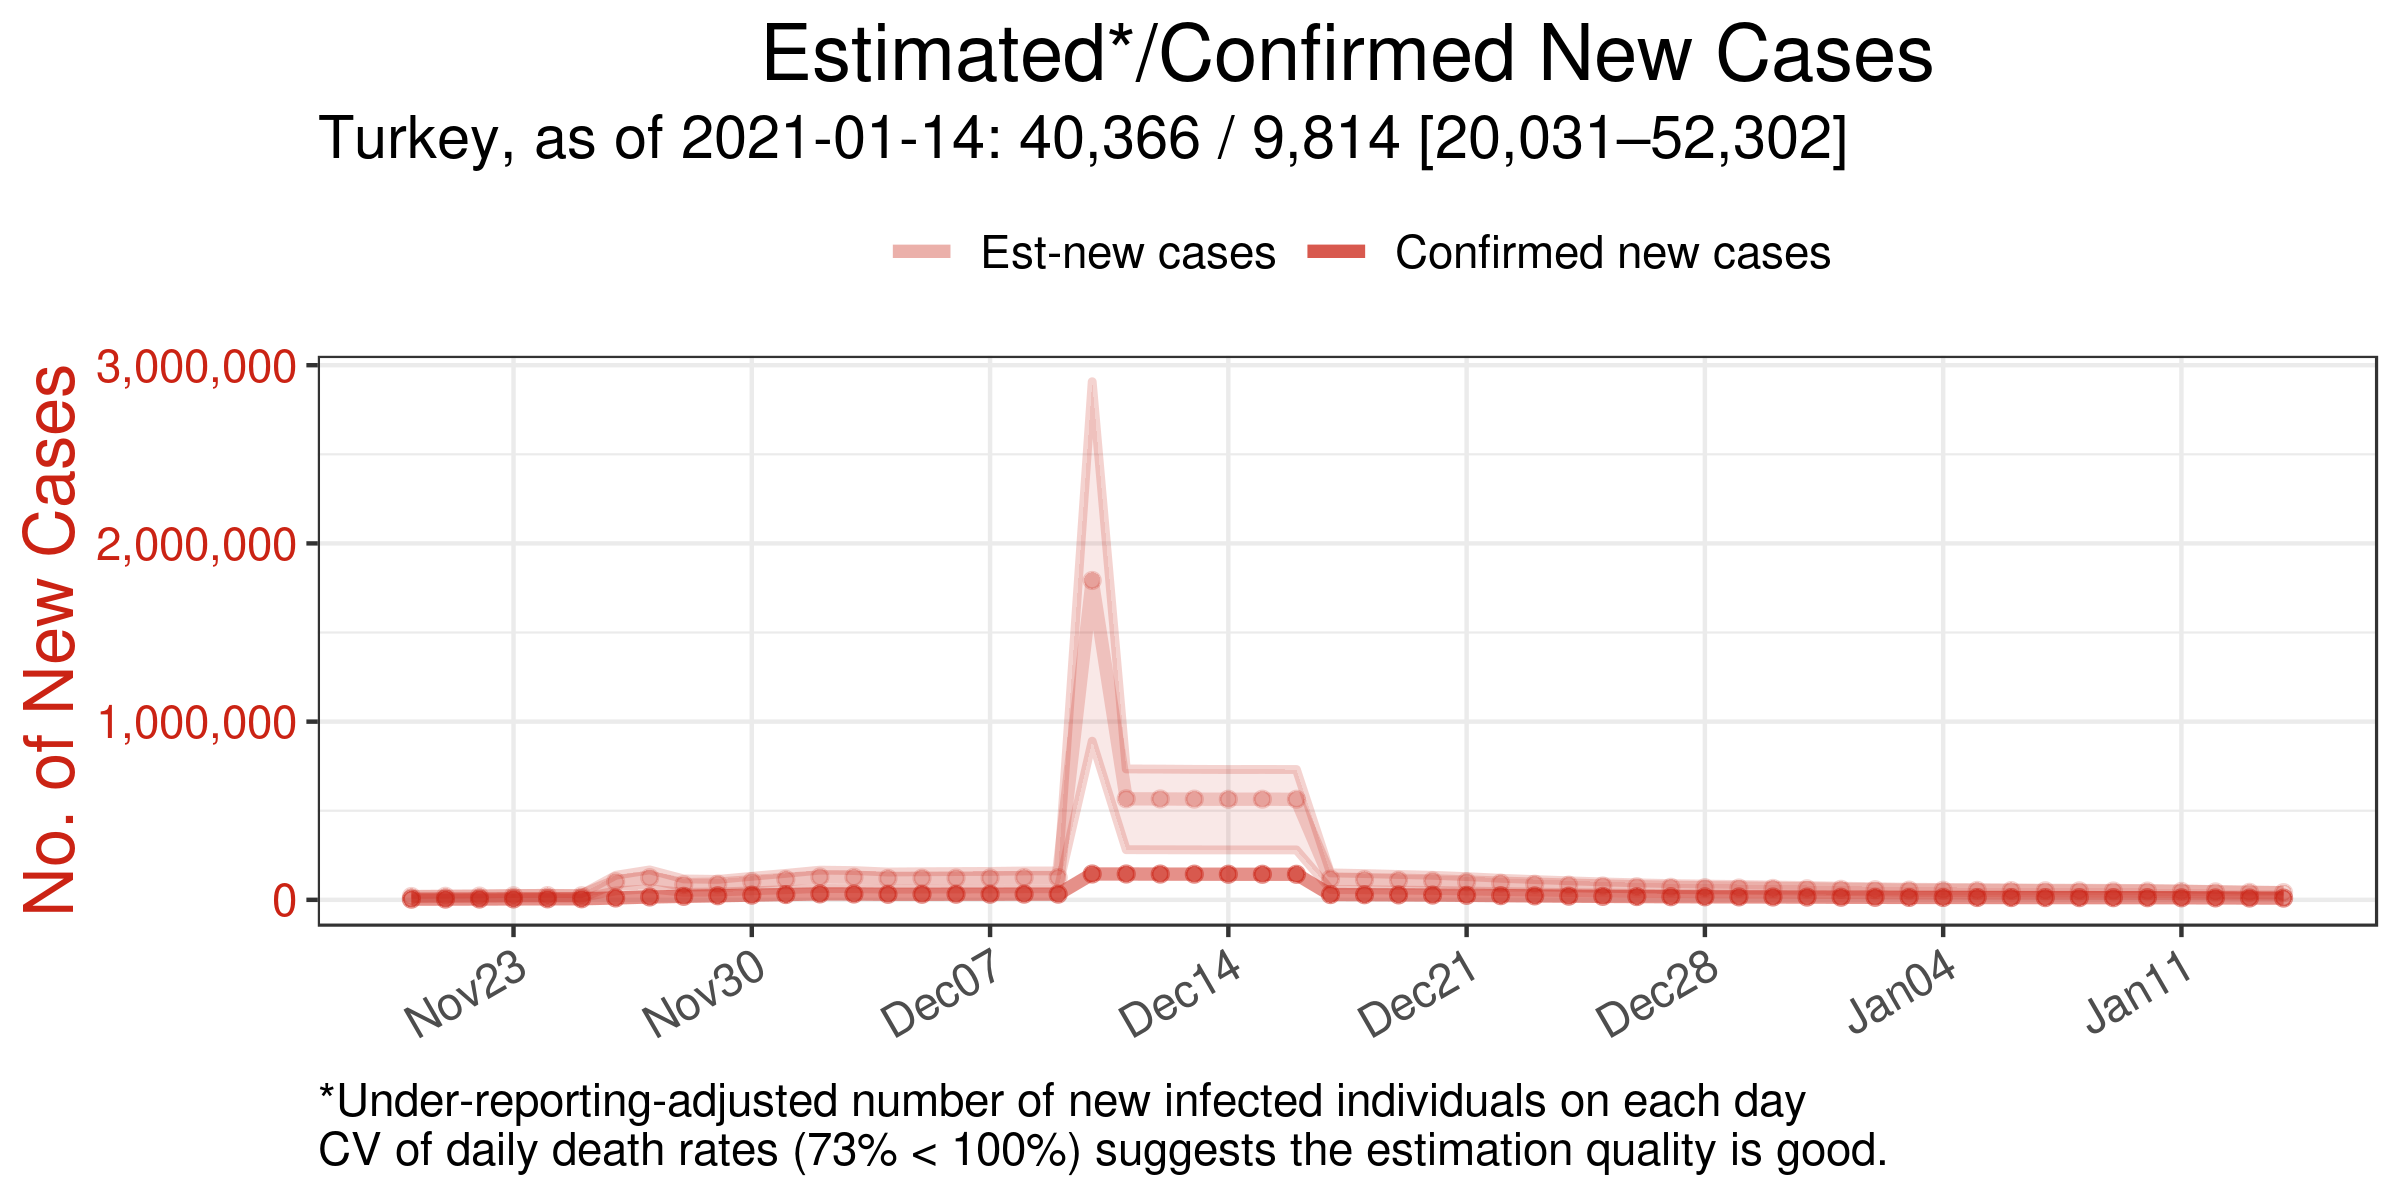 Estimated*/Confirmed New Cases
Turkey, as of 2021-01-14: 40,366 / 9,814 [20,031–52,302]
Est-new cases
Confirmed new cases
No. of New Cases
3,000,000
2,000,000
1,000,000
0
Nov23
Nov30
Dec07
Dec14
Dec21
Dec28
Jan04
Jan11
*Under-reporting-adjusted number of new infected individuals on each day
CV of daily death rates (73% < 100%) suggests the estimation quality is good.